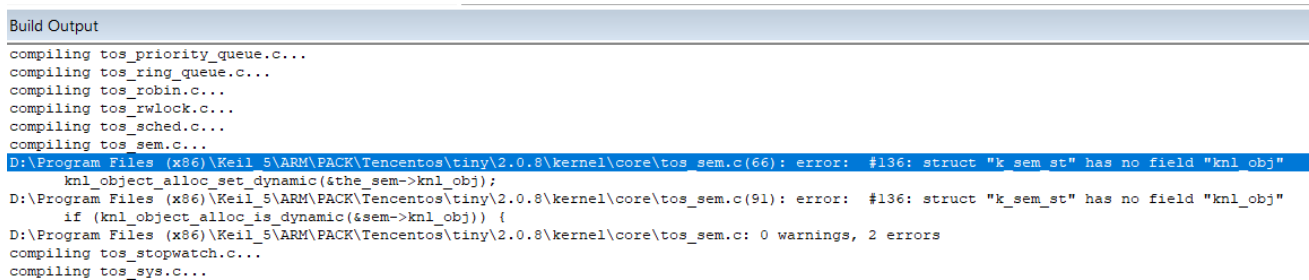 Build Output
compiling tos_priority_queue.c...
compiling tos_ring_queue.c...
compiling tos_robin.c...
compiling tos_rwlock.c...
compiling tos_sched.c...
compiling tos_sem.c...
D:\Program Files (x86)\Keil_5\ARM\PACK\Tencentos\tiny\2.0.8\kernel\core\tos_sem.c(66): error:  #136: struct "k_sem_st" has no field "knl_obj"
      knl_object_alloc_set_dynamic(&the_sem->knl_obj);
D:\Program Files (x86)\Keil_5\ARM\PACK\Tencentos\tiny\2.0.8\kernel\core\tos_sem.c(91): error:  #136: struct "k_sem_st" has no field "knl_obj"
      if (knl_object_alloc_is_dynamic(&sem->knl_obj)) {
D:\Program Files (x86)\Keil_5\ARM\PACK\Tencentos\tiny\2.0.8\kernel\core\tos_sem.c: 0 warnings, 2 errors
compiling tos_stopwatch.c...
compiling tos_sys.c...